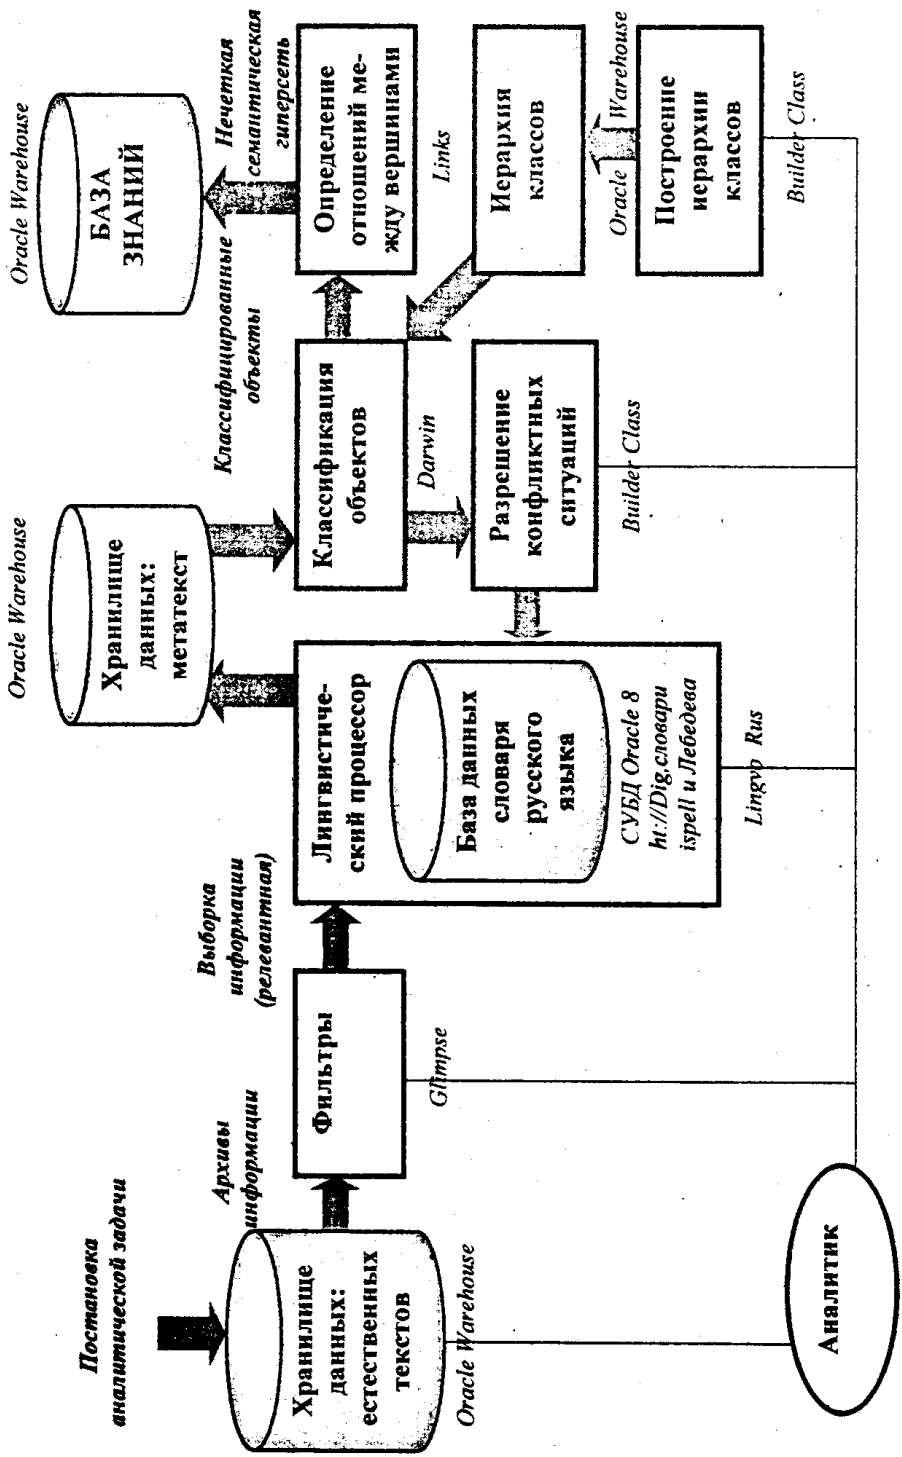 Постановка
аналитической задачи
Хранилище
данных:
естественных
текстов
Oracle Warehouse
Архивы
информации
Фильтры
Glimpse
Выборка
информации
(релевантная)
Лингвистиче-
ский процессор
База данных
словаря
русского
языка
СУБД Oracle 8
ht://Dig,словари
ispell и Лебедева
Lingvo Rus
Oracle Warehouse
Хранилище
данных:
метатекст
Классификация
объектов
Darwin
Разрешение
конфликтных
ситуаций
Builder Class
Классифицированные
объекты
Oracle Warehouse
БАЗА
ЗНАНИЙ
Нечеткая
семантическая
гиперсеть
Определение
отношений ме-
жду вершинами
Links
Иерархия
классов
Oracle Warehouse
Построение
иерархии
классов
Builder Class
Аналитик